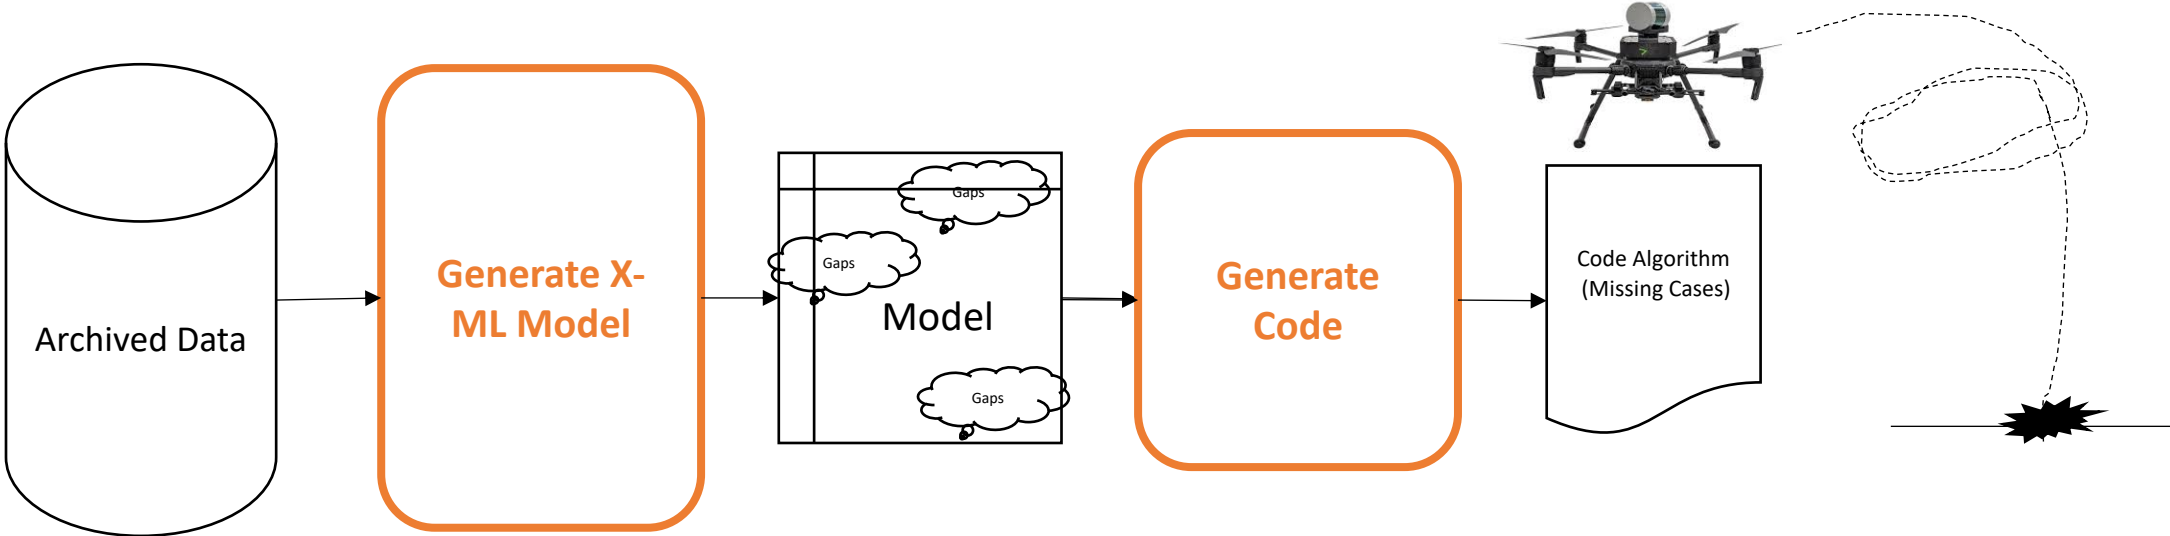 Archived Data
Generate X-
ML Model
Gaps
Gaps
Model
Gaps
Generate
Code
Code Algorithm
(Missing Cases)